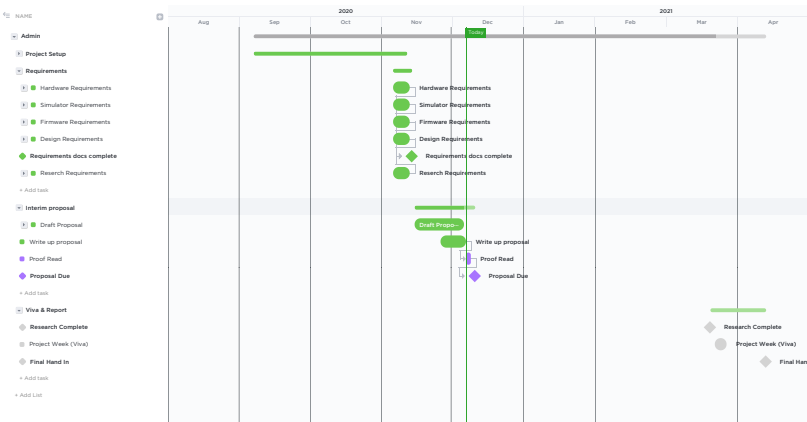 NAME
2020
2021
Aug
Sep
Oct
Nov
Dec
Jan
Feb
Mar
Apr
Today
Admin
Project Setup
Requirements
Hardware Requirements
Hardware Requirements
Simulator Requirements
Simulator Requirements
Firmware Requirements
Firmware Requirements
Design Requirements
Design Requirements
Requirements docs complete
Requirements docs complete
Reserch Requirements
Reserch Requirements
+ Add task
Interim proposal
Draft Proposal
Draft Propo...
Write up proposal
Write up proposal
Proof Read
Proof Read
Proposal Due
Proposal Due
+ Add task
Viva & Report
Research Complete
Research Complete
Project Week (Viva)
Project Week (Viva)
Final Hand In
Final Han
+ Add task
+ Add List